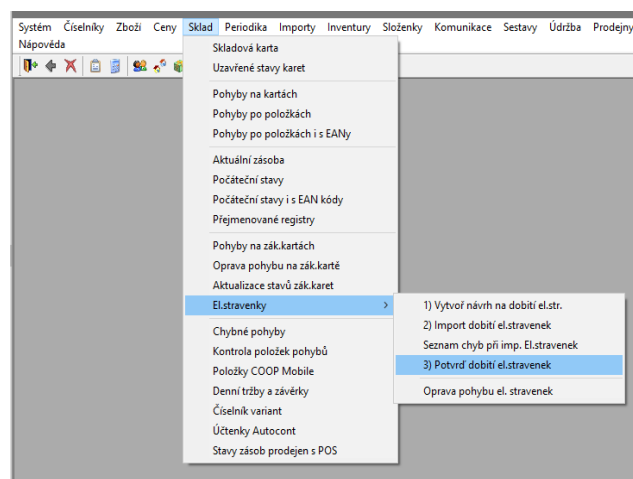 Systém Číselníky Zboží Ceny Sklad Periodika Importy Inventury Složenky Komunikace Sestavy Údržba Prodejny
Nápověda
Skladová karta
Uzavřené stavy karet
Pohyby na kartách
Pohyby po položkách
Pohyby po položkách i s EANy
Aktuální zásoba
Počáteční stavy
Počáteční stavy i s EAN kódy
Přejmenované registry
Pohyby na zák.kartách
Oprava pohybu na zák.kartě
Aktualizace stavů zák.karet
El.stravenky
1) Vytvoř návrh na dobití el.str.
2) Import dobití el.stravenek
Seznam chyb při imp. El.stravenek
3) Potvrď dobití el.stravenek
Oprava pohybu el. stravenek
Chybné pohyby
Kontrola položek pohybů
Položky COOP Mobile
Denní tržby a závěrky
Číselník variant
Účtenky Autocont
Stavy zásob prodejen s POS